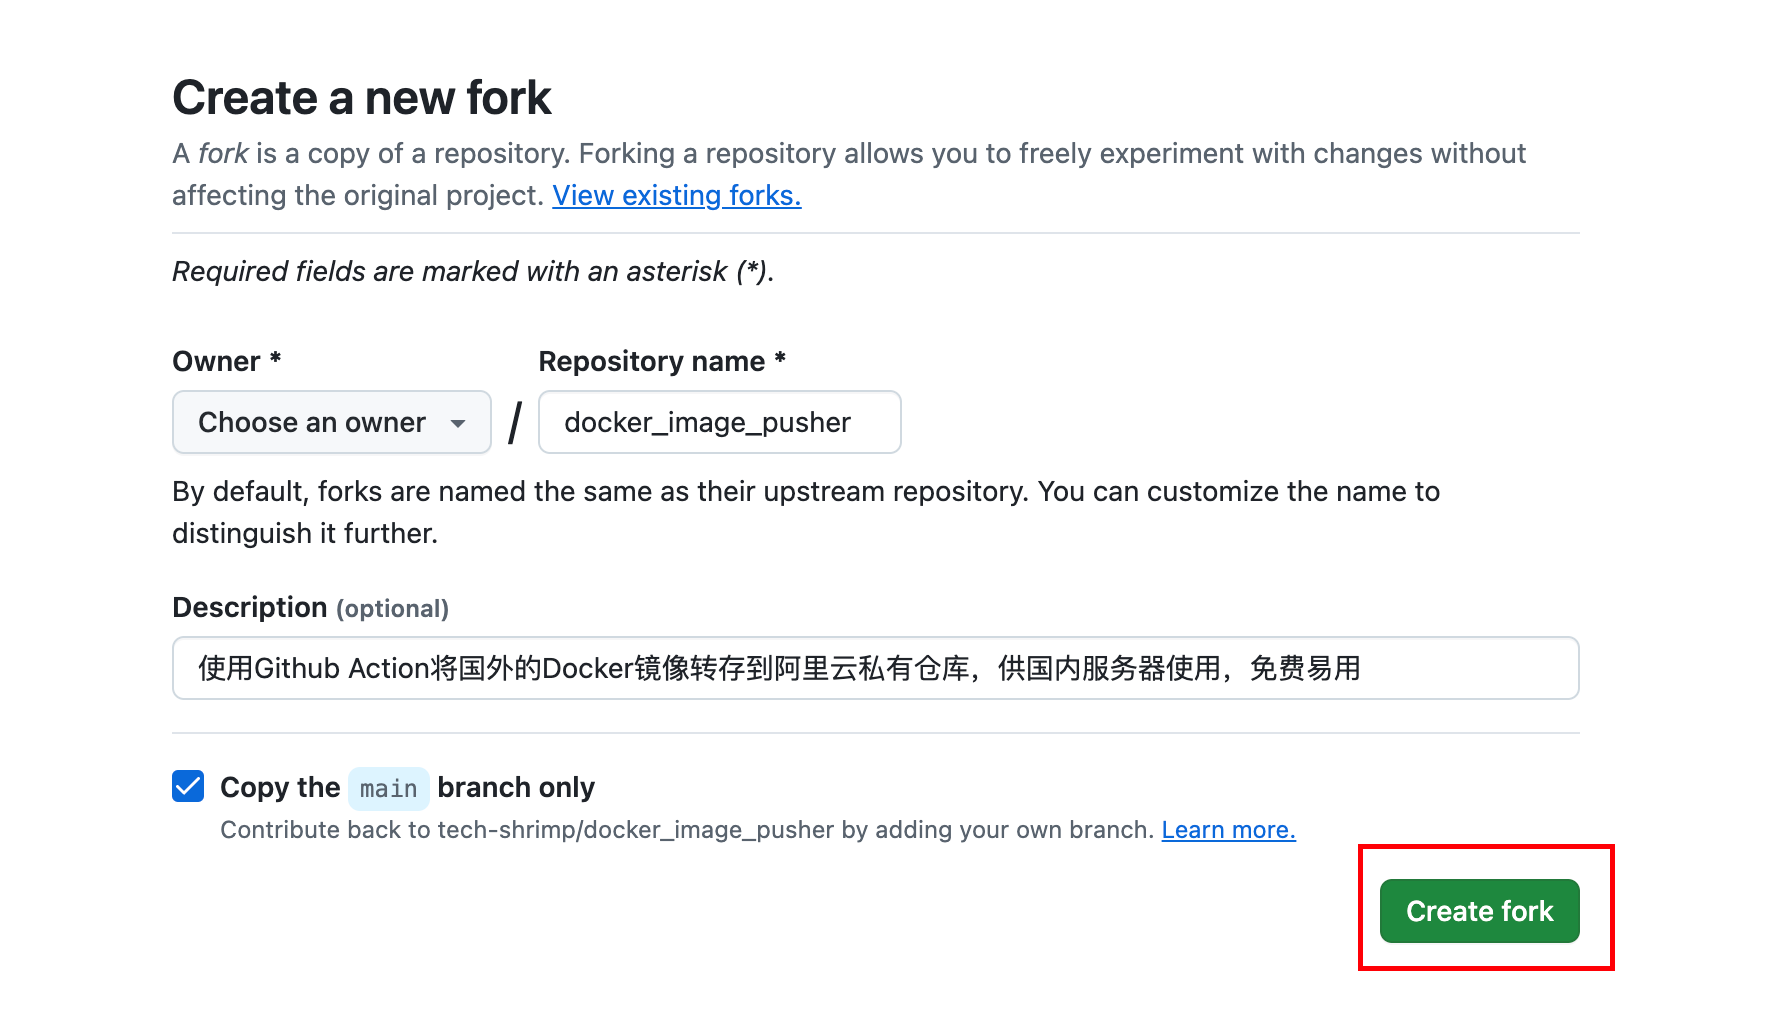 Create a new fork
A fork is a copy of a repository. Forking a repository allows you to freely experiment with changes without
affecting the original project. View existing forks.
Required fields are marked with an asterisk (*).
Owner * Repository name *
Choose an owner / docker_image_pusher
By default, forks are named the same as their upstream repository. You can customize the name to
distinguish it further.
Description (optional)
使用Github Action将国外的Docker镜像转存到阿里云私有仓库，供国内服务器使用，免费易用
Copy the main branch only
Contribute back to tech-shrimp/docker_image_pusher by adding your own branch. Learn more.
Create fork